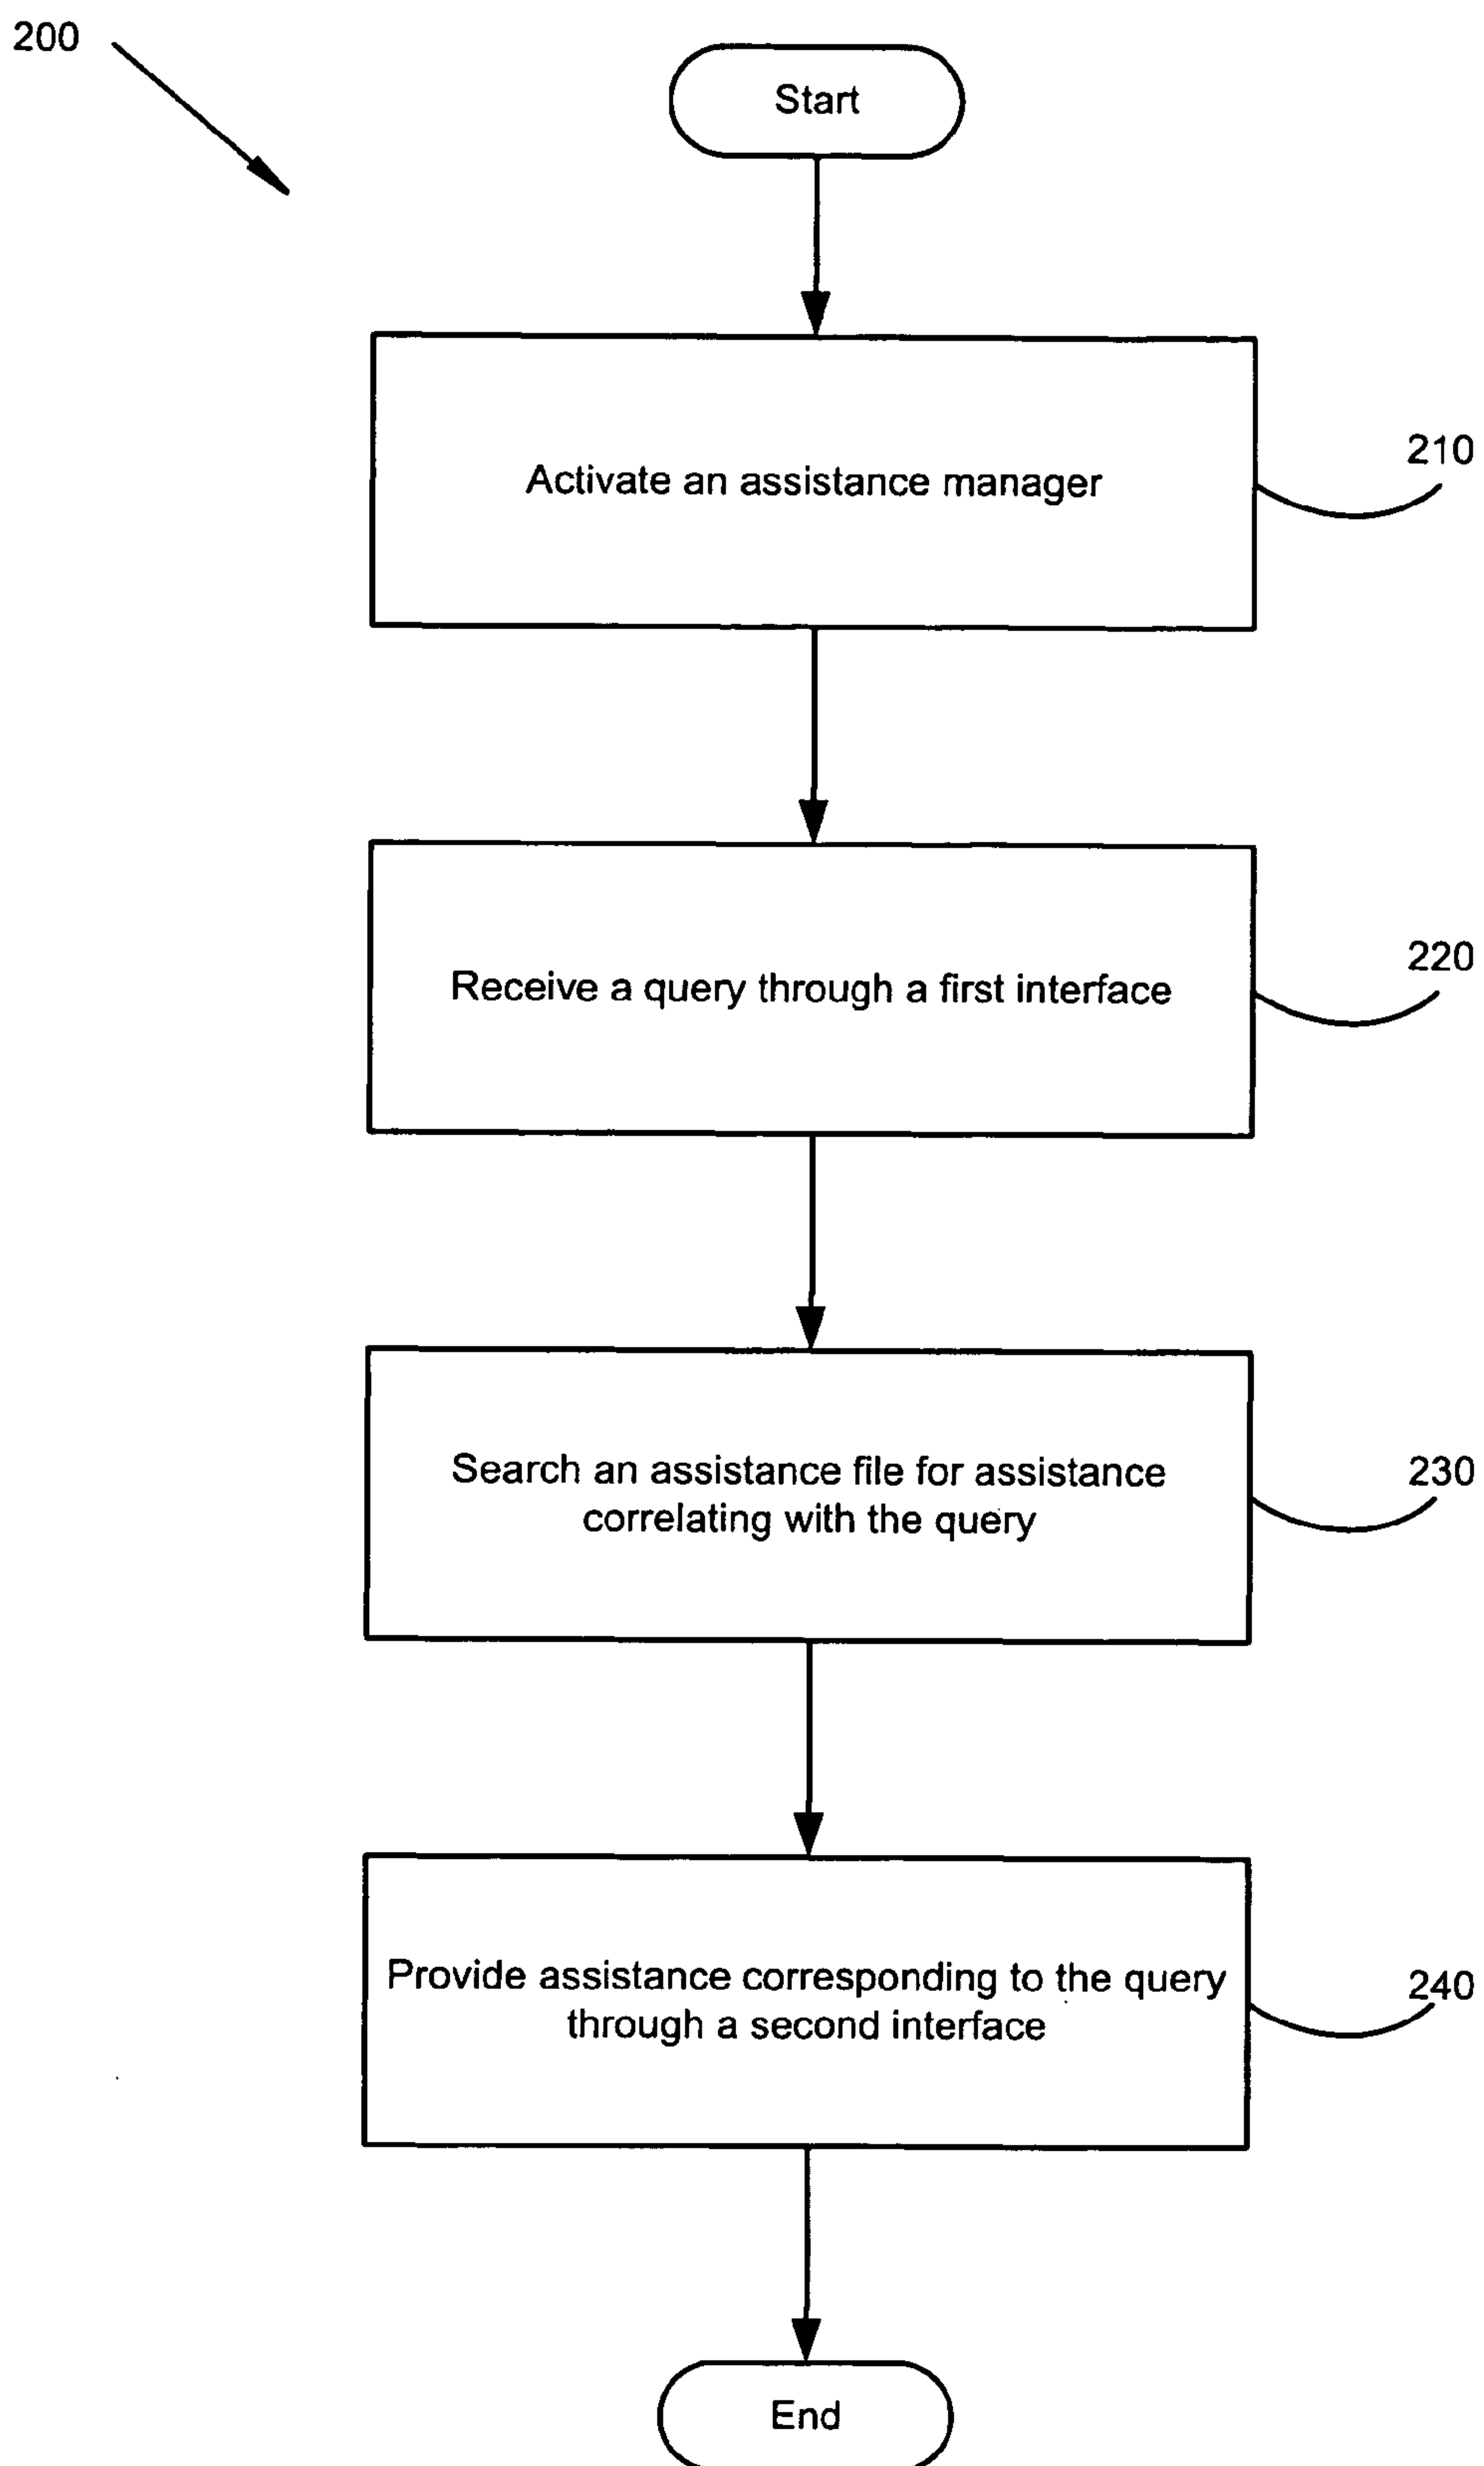 200
Start
Activate an assistance manager
210
Receive a query through a first interface
220
Search an assistance file for assistance
correlating with the query
230
Provide assistance corresponding to the query
through a second interface
240
End